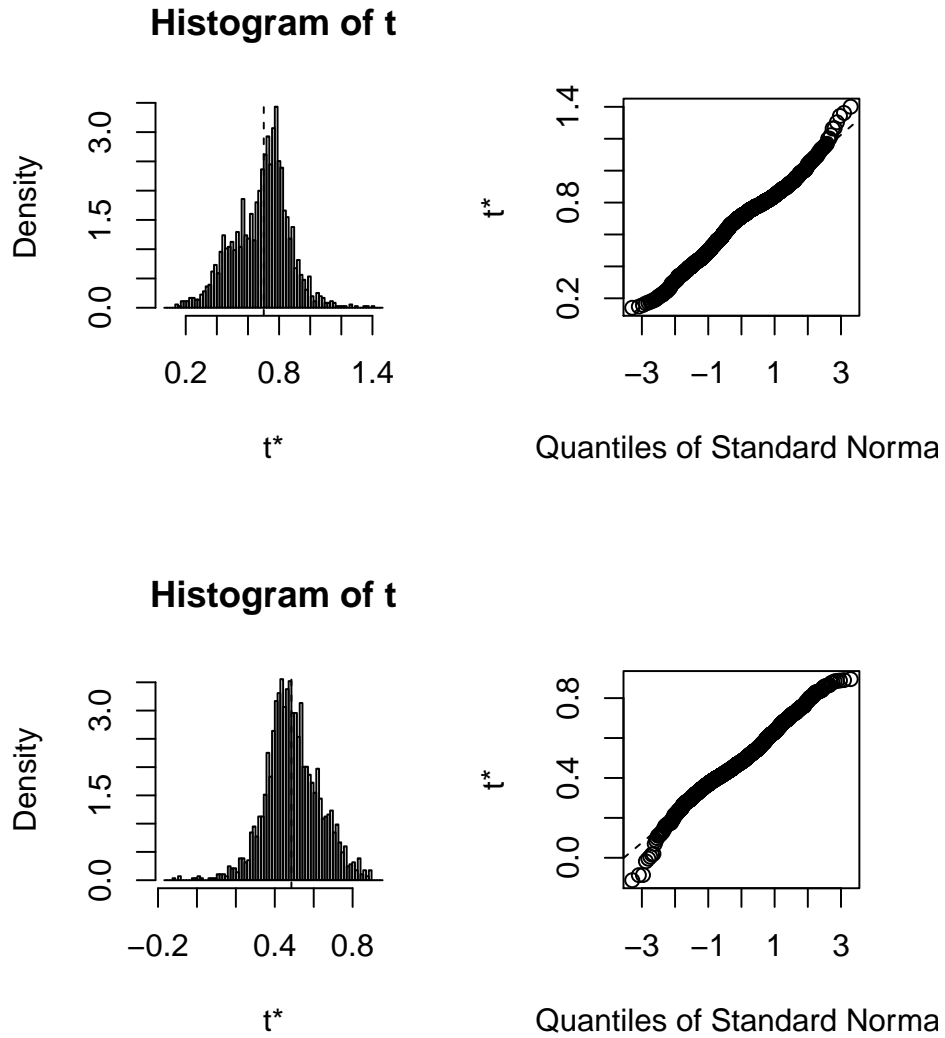 Histogram of t
Density
0.0 1.5 3.0
0.2 0.8 1.4
t*
t*
0.2 0.8 1.4
−3 −1 1 3
Quantiles of Standard Norma
Histogram of t
Density
0.0 1.5 3.0
−0.2 0.4 0.8
t*
t*
0.0 0.4 0.8
−3 −1 1 3
Quantiles of Standard Norma